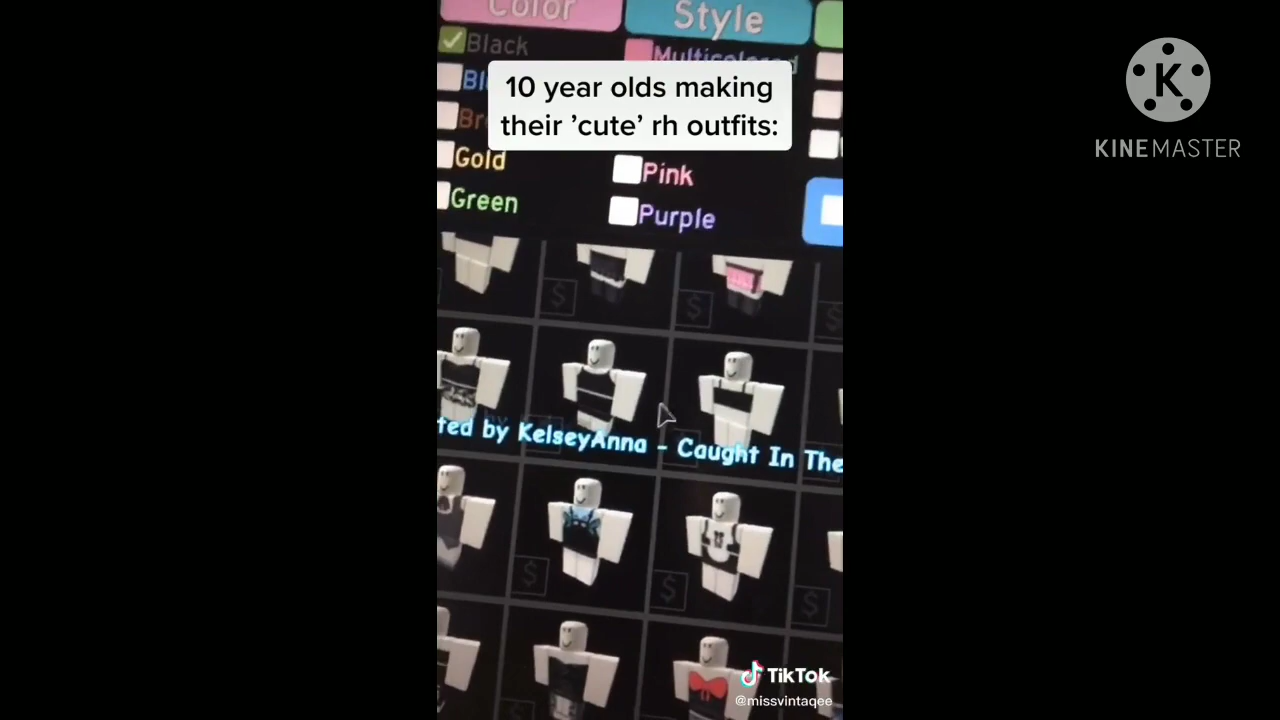 Color
Style
Black
Multicolored
10 year olds making
their ’cute’ rh outfits:
Gold
Green
Pink
Purple
ted by KelseyAnna - Caught In The
$
TikTok
@missvintaqee
K
KINEMASTER